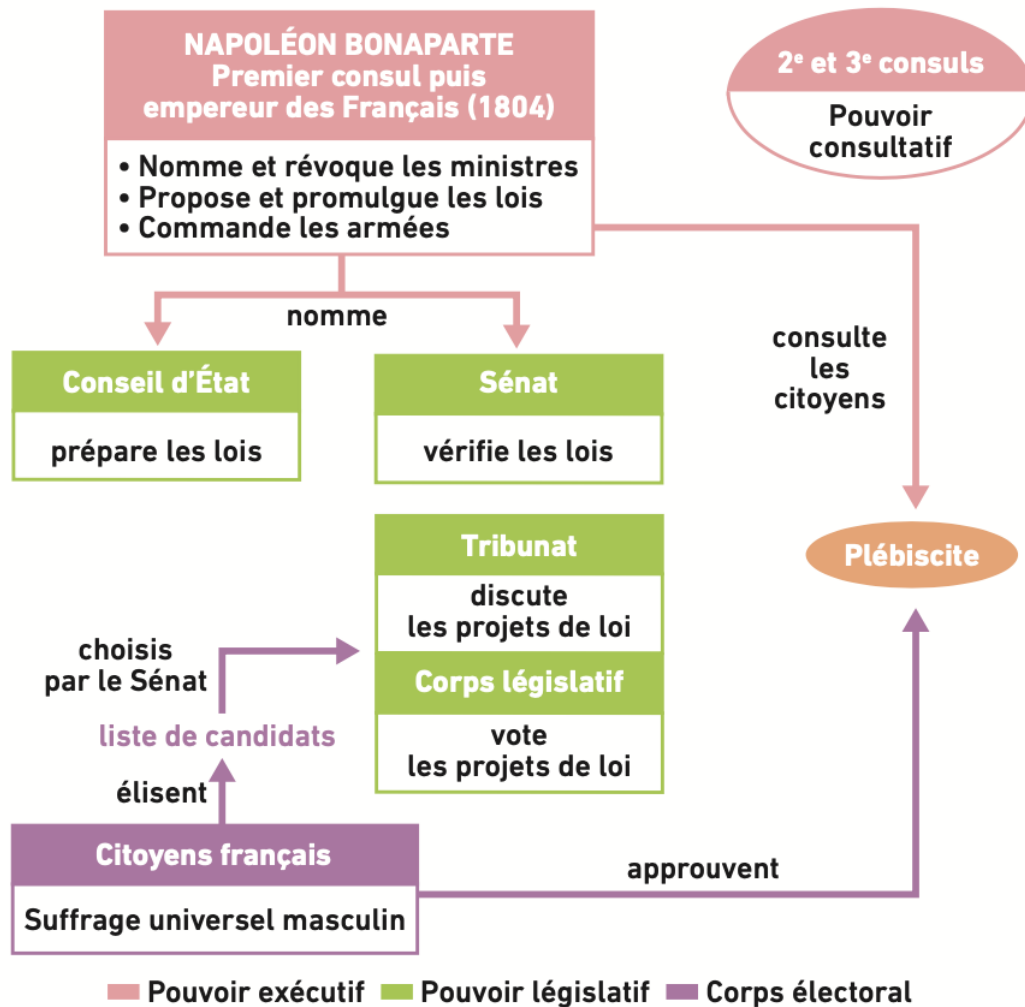 NAPOLÉON BONAPARTE
Premier consul puis
empereur des Français (1804)
• Nomme et révoque les ministres
• Propose et promulgue les lois
• Commande les armées
2e et 3e consuls
Pouvoir
consultatif
nomme
consulte
les
citoyens
Conseil d’État
prépare les lois
Sénat
vérifie les lois
Tribunat
discute
les projets de loi
Corps législatif
vote
les projets de loi
Plébiscite
choisis
par le Sénat
liste de candidats
élisent
Citoyens français
Suffrage universel masculin
approuvent
Pouvoir exécutif
Pouvoir législatif
Corps électoral